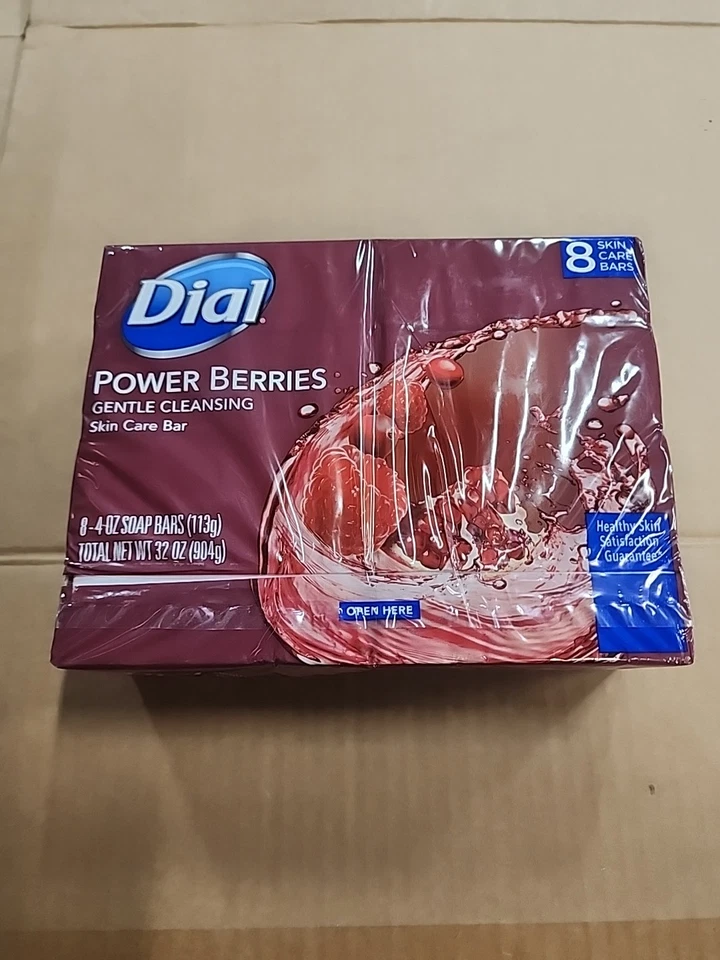 Dial
POWER BERRIES
GENTLE CLEANSING
Skin Care Bar
8-4 OZ SOAP BARS (113g)
TOTAL NET WT 32 OZ (904g)
8 SKIN
CARE
BARS
Healthy Skin
Satisfaction
Guarantee*
OPEN HERE